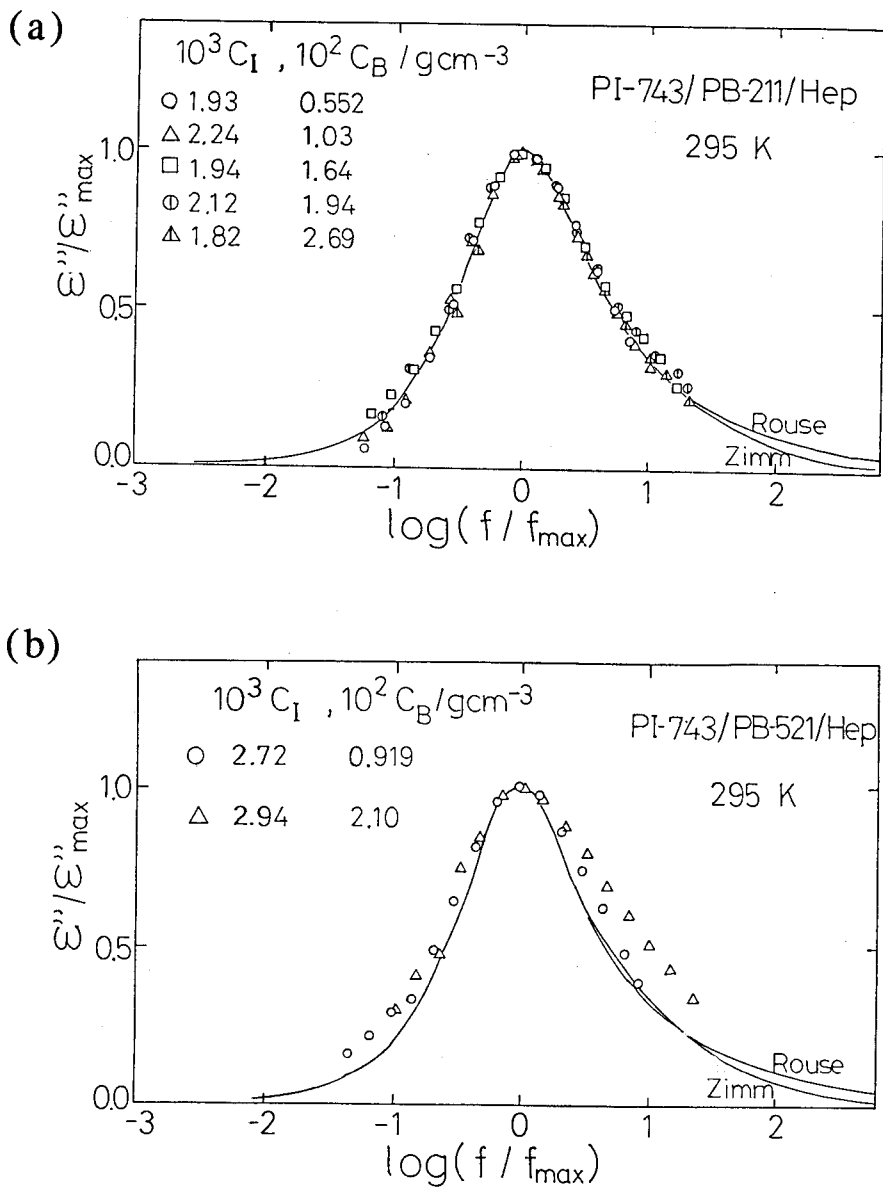 (a)
10³ C_I , 10² C_B / gcm⁻³
○ 1.93 0.552
△ 2.24 1.03
□ 1.94 1.64
⦶ 2.12 1.94
◭ 1.82 2.69
PI-743/PB-211/Hep
295 K
ε"/ε"max
1.0
0.5
0.0
Rouse
Zimm
-3 -2 -1 0 1 2
log(f/fmax)
(b)
10³ C_I , 10² C_B /gcm⁻³
○ 2.72 0.919
△ 2.94 2.10
PI-743/PB-521/Hep
295 K
ε"/ε"max
1.0
0.5
0.0
Rouse
Zimm
-3 -2 -1 0 1 2
log(f/fmax)